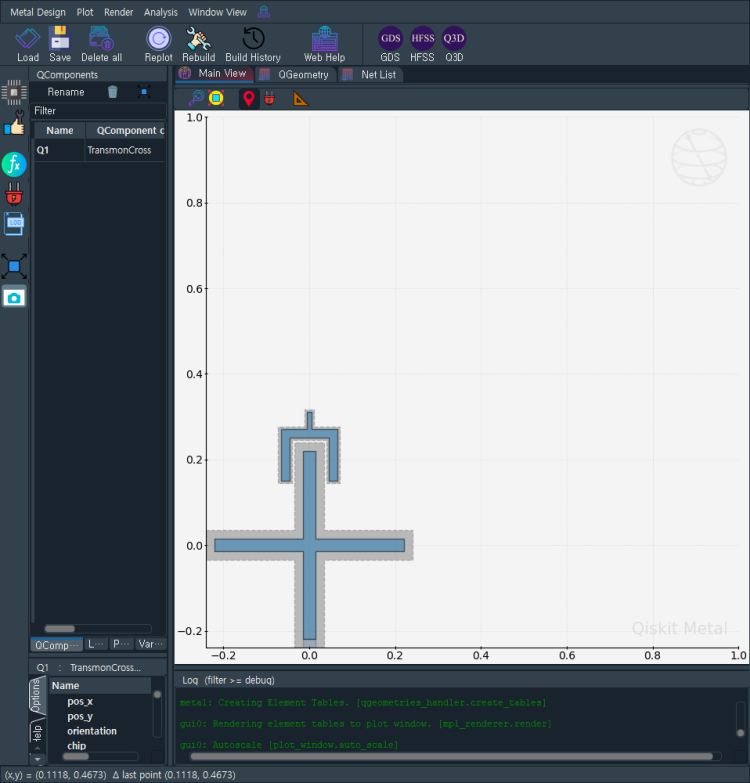 Metal Design Plot Render Analysis Window View
Load Save Delete all Replot Rebuild Build History Web Help GDS HFSS Q3D
GDS HFSS Q3D
QComponents
Main View QGeometry Net List
Rename
Filter
Name QComponent c
Q1 TransmonCross
LOG
1.0
0.8
0.6
0.4
0.2
0.0
−0.2
−0.2 0.0 0.2 0.4 0.6 0.8 1.0
Qiskit Metal
QComp··· L··· P··· Var···
Q1 : TransmonCross...
Options
Help
Name
pos_x
pos_y
orientation
chip
Log (filter >= debug)
metal: Creating Element Tables. [qgeometries_handler.create_tables]
gui0: Rendering element tables to plot window. [mpl_renderer.render]
gui0: Autoscale [plot_window.auto_scale]
(x,y) = (0.1118, 0.4673) Δ last point (0.1118, 0.4673)